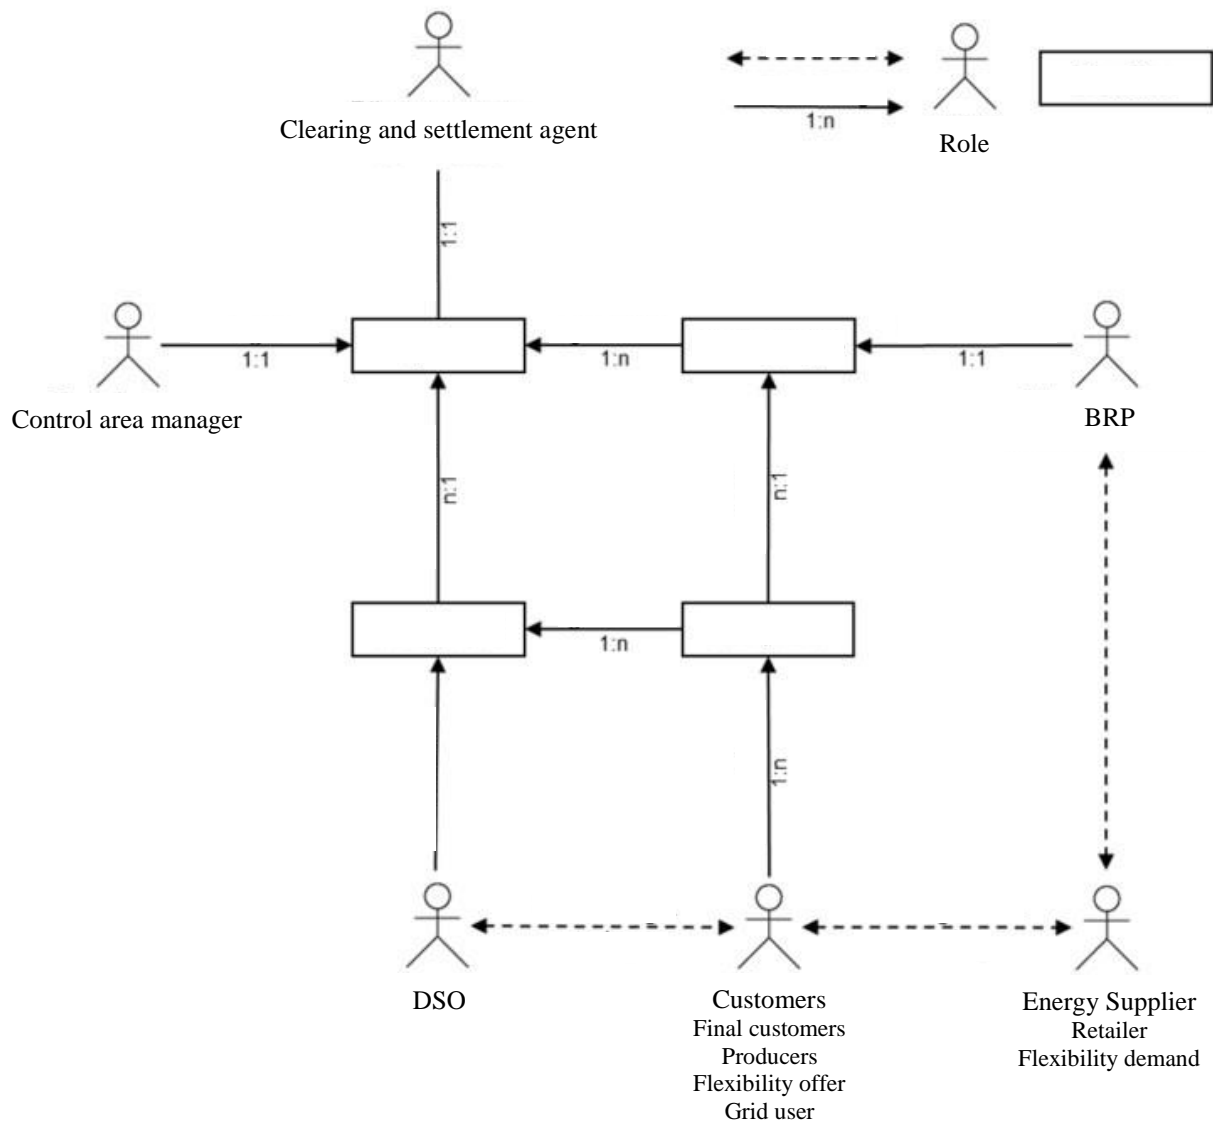 Clearing and settlement agent
1:n
Role
1:1
1:1
1:n
1:1
Control area manager
BRP
n:1
n:1
1:n
1:n
DSO
Customers
Final customers
Producers
Flexibility offer
Grid user
Energy Supplier
Retailer
Flexibility demand